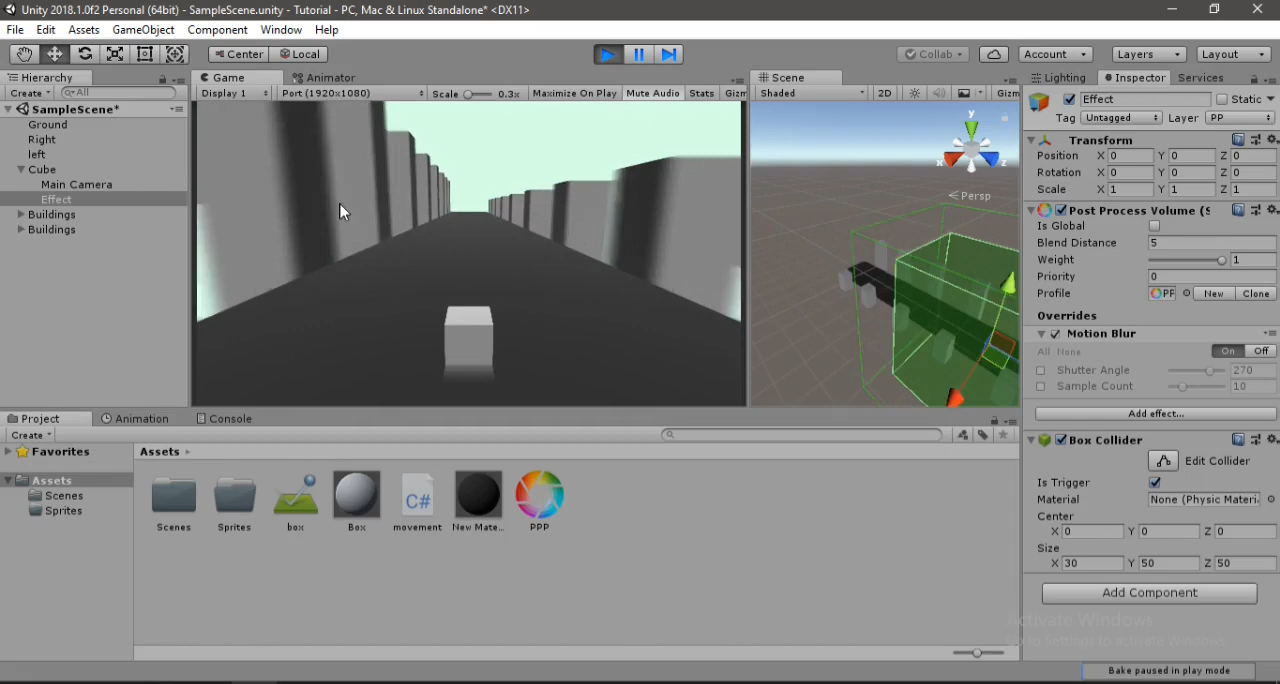 Unity 2018.1.0f2 Personal (64bit) - SampleScene.unity - Tutorial - PC, Mac & Linux Standalone* <DX11>
File Edit Assets GameObject Component Window Help
Center Local Collab Account Layers Layout
Hierarchy Game Animator Scene Lighting Inspector Services
Create All Display 1 Port (1920x1080) Scale 0.3x Maximize On Play Mute Audio Stats Gizm Shaded 2D Gizm
Effect Static
Tag Untagged Layer PP
SampleScene*
Ground
Right
left
Cube
Main Camera
Effect
Buildings
Buildings
y
x
z
Persp
Transform
Position X 0 Y 0 Z 0
Rotation X 0 Y 0 Z 0
Scale X 1 Y 1 Z 1
Post Process Volume (S
Is Global
Blend Distance 5
Weight 1
Priority 0
Profile PF New Clone
Overrides
Motion Blur
All None On Off
Shutter Angle 270
Sample Count 10
Add effect...
Box Collider
Edit Collider
Is Trigger
Material None (Physic Materi
Center
X 0 Y 0 Z 0
Size
X 30 Y 50 Z 50
Add Component
Project Animation Console
Create
Favorites
Assets
Scenes
Sprites
Assets
Scenes Sprites box Box C# movement New Mate... PPP
Activate Windows
Go to Settings to activate Windows.
Bake paused in play mode